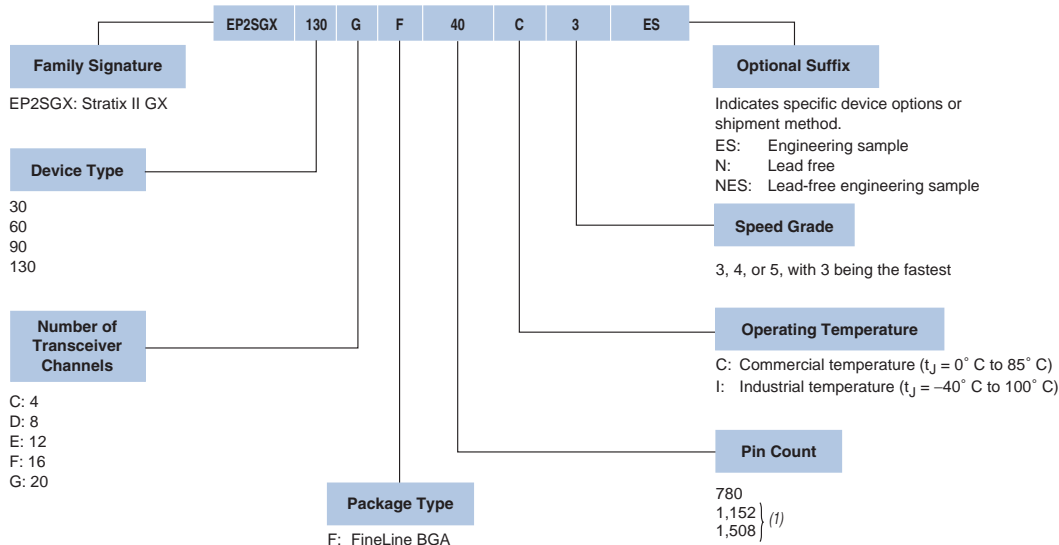 EP2SGX 130 G F 40 C 3 ES
Family Signature
EP2SGX: Stratix II GX
Device Type
30
60
90
130
Number of
Transceiver
Channels
C: 4
D: 8
E: 12
F: 16
G: 20
Package Type
F: FineLine BGA
Optional Suffix
Indicates specific device options or
shipment method.
ES: Engineering sample
N: Lead free
NES: Lead-free engineering sample
Speed Grade
3, 4, or 5, with 3 being the fastest
Operating Temperature
C: Commercial temperature (tJ = 0° C to 85° C)
I: Industrial temperature (tJ = –40° C to 100° C)
Pin Count
780
1,152
1,508
(1)